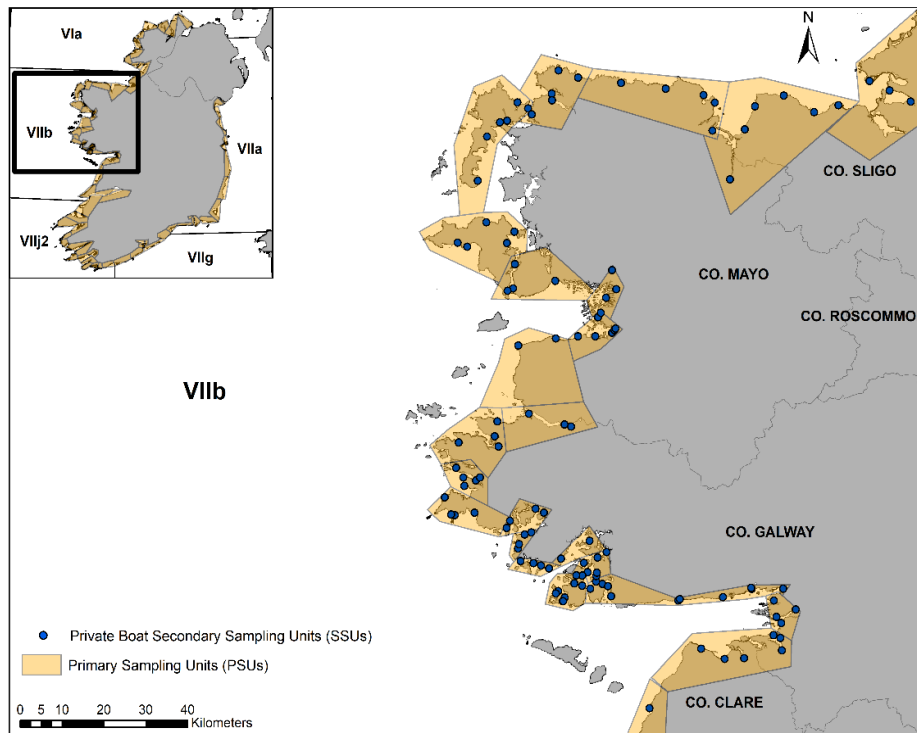 VIa
VIIb
VIIa
VIIj2
VIIg
N
CO. SLIGO
CO. MAYO
CO. ROSCOMMO
VIIb
CO. GALWAY
CO. CLARE
Private Boat Secondary Sampling Units (SSUs)
Primary Sampling Units (PSUs)
0 5 10 20 30 40
Kilometers